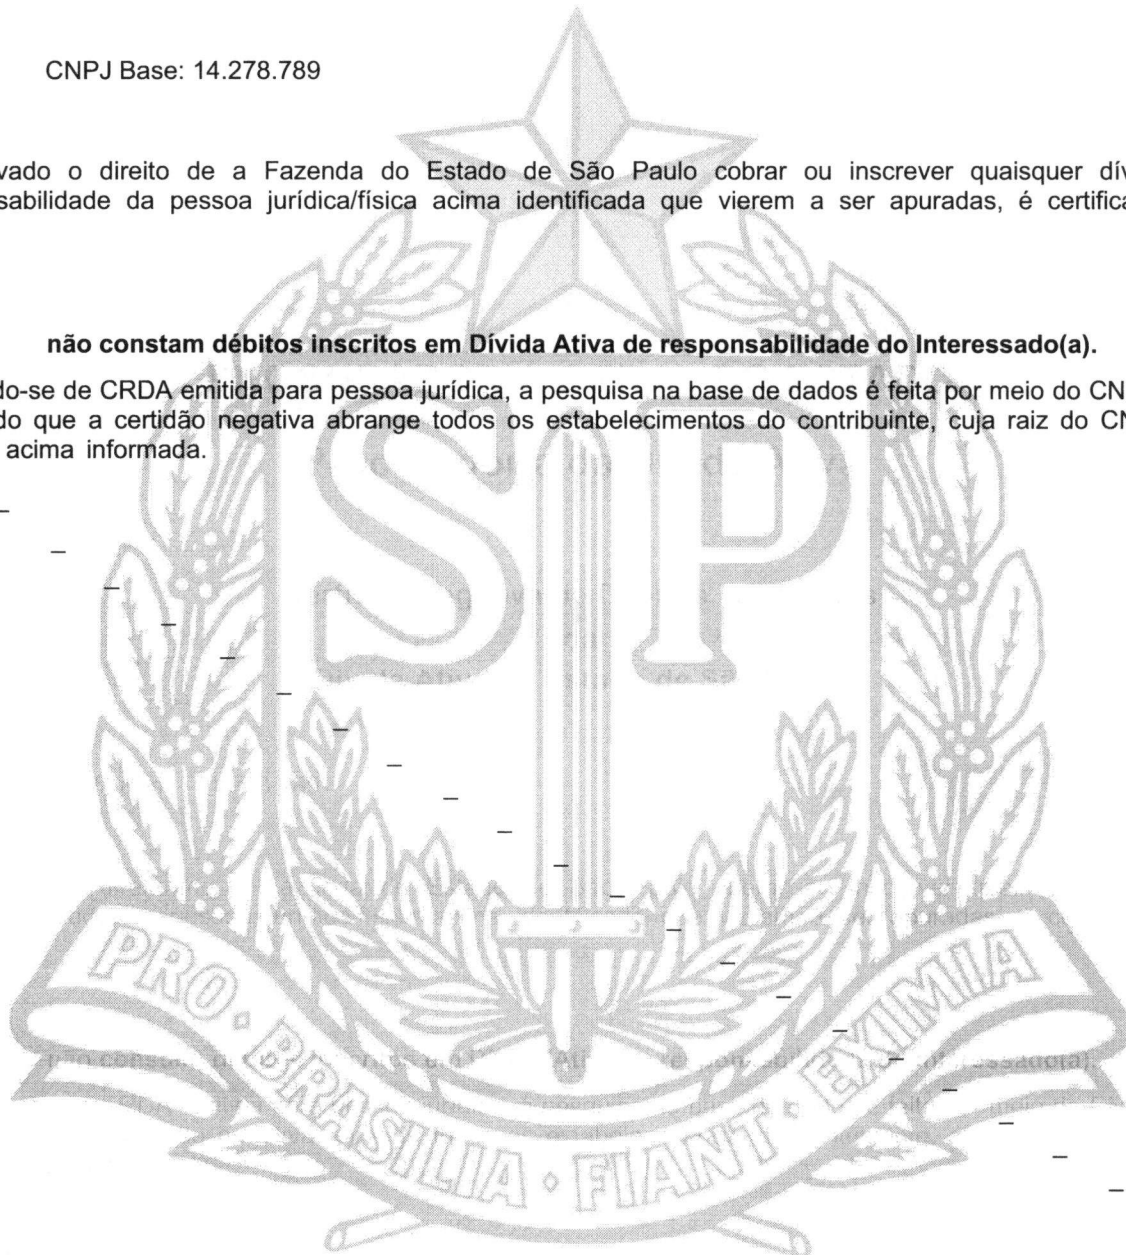 CNPJ Base: 14.278.789
vado o direito de a Fazenda do Estado de São Paulo cobrar ou inscrever quaisquer dív
sabilidade da pessoa jurídica/física acima identificada que vierem a ser apuradas, é certific
não constam débitos inscritos em Dívida Ativa de responsabilidade do Interessado(a).
do-se de CRDA emitida para pessoa jurídica, a pesquisa na base de dados é feita por meio do CN
do que a certidão negativa abrange todos os estabelecimentos do contribuinte, cuja raiz do CN
acima informada.
SP
PRO · BRASILIA · FIANT · EXIMIA